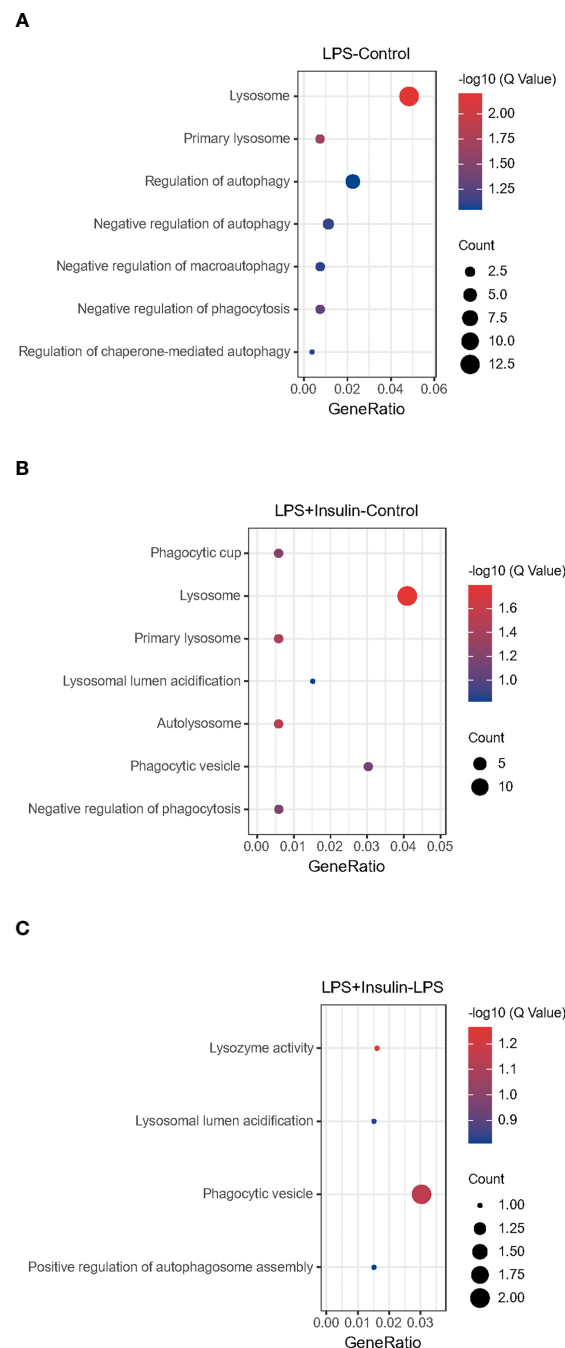 A
LPS-Control
Lysosome
Primary lysosome
Regulation of autophagy
Negative regulation of autophagy
Negative regulation of macroautophagy
Negative regulation of phagocytosis
Regulation of chaperone-mediated autophagy
0.00 0.02 0.04 0.06
GeneRatio
-log10 (Q Value)
2.00
1.75
1.50
1.25
Count
2.5
5.0
7.5
10.0
12.5
B
LPS+Insulin-Control
Phagocytic cup
Lysosome
Primary lysosome
Lysosomal lumen acidification
Autolysosome
Phagocytic vesicle
Negative regulation of phagocytosis
0.00 0.01 0.02 0.03 0.04 0.05
GeneRatio
-log10 (Q Value)
1.6
1.4
1.2
1.0
Count
5
10
C
LPS+Insulin-LPS
Lysozyme activity
Lysosomal lumen acidification
Phagocytic vesicle
Positive regulation of autophagosome assembly
0.00 0.01 0.02 0.03
GeneRatio
-log10 (Q Value)
1.2
1.1
1.0
0.9
Count
1.00
1.25
1.50
1.75
2.00